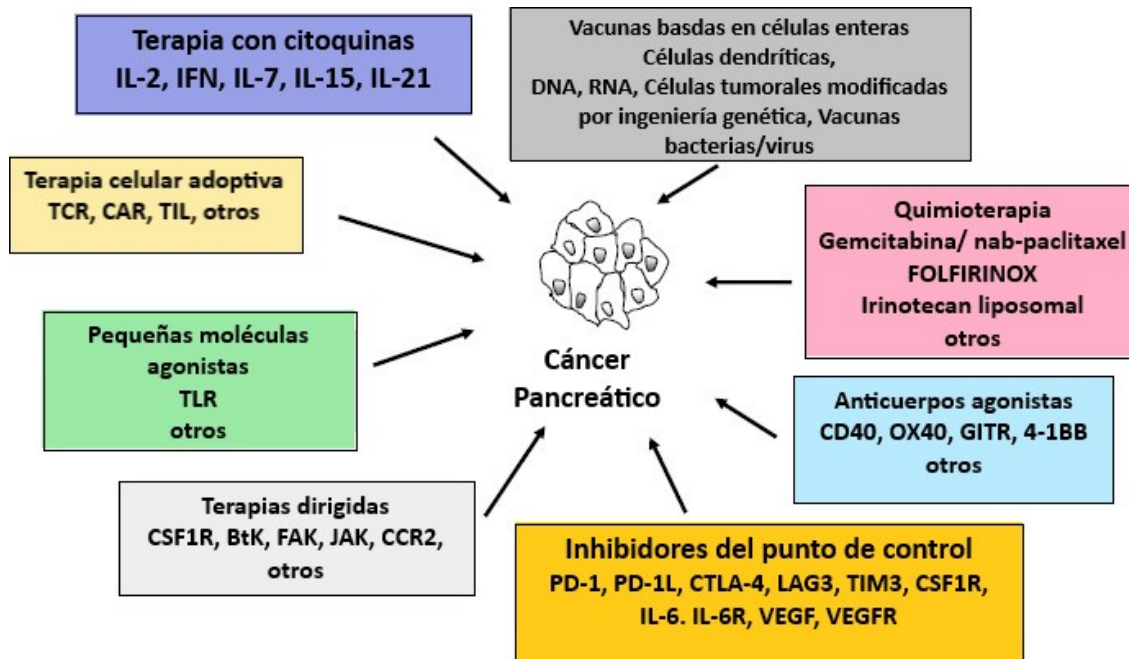 Terapia con citoquinas
IL-2, IFN, IL-7, IL-15, IL-21
Vacunas basdas en células enteras
Células dendríticas,
DNA, RNA, Células tumorales modificadas
por ingeniería genética, Vacunas
bacterias/virus
Terapia celular adoptiva
TCR, CAR, TIL, otros
Quimioterapia
Gemcitabina/ nab-paclitaxel
FOLFIRINOX
Irinotecan liposomal
otros
Pequeñas moléculas
agonistas
TLR
otros
Cáncer
Pancreático
Anticuerpos agonistas
CD40, OX40, GITR, 4-1BB
otros
Terapias dirigidas
CSF1R, BtK, FAK, JAK, CCR2,
otros
Inhibidores del punto de control
PD-1, PD-1L, CTLA-4, LAG3, TIM3, CSF1R,
IL-6. IL-6R, VEGF, VEGFR